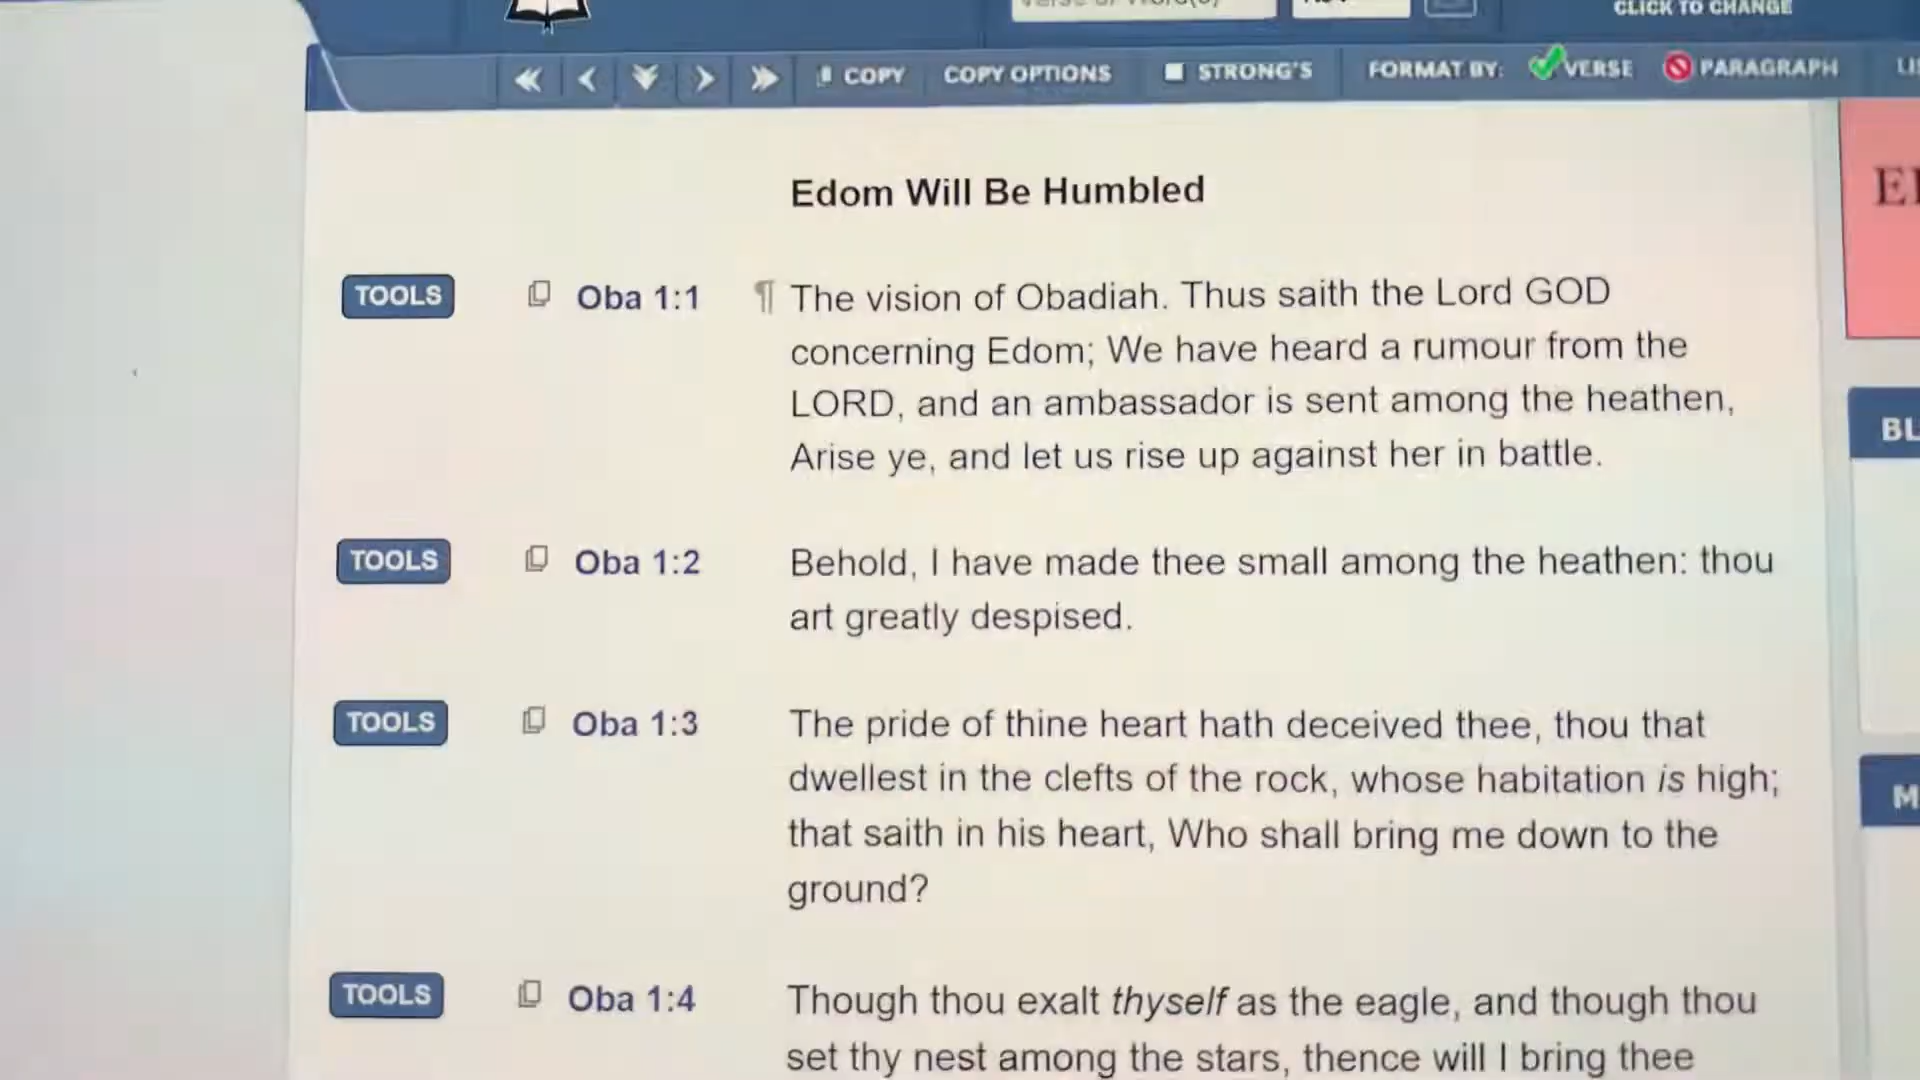 CLICK TO CHANGE
COPY
COPY OPTIONS
STRONG'S
FORMAT BY:
VERSE
PARAGRAPH
Edom Will Be Humbled
TOOLS Oba 1:1 ¶ The vision of Obadiah. Thus saith the Lord GOD
concerning Edom; We have heard a rumour from the
LORD, and an ambassador is sent among the heathen,
Arise ye, and let us rise up against her in battle.
TOOLS Oba 1:2 Behold, I have made thee small among the heathen: thou
art greatly despised.
TOOLS Oba 1:3 The pride of thine heart hath deceived thee, thou that
dwellest in the clefts of the rock, whose habitation is high;
that saith in his heart, Who shall bring me down to the
ground?
TOOLS Oba 1:4 Though thou exalt thyself as the eagle, and though thou
set thy nest among the stars, thence will I bring thee